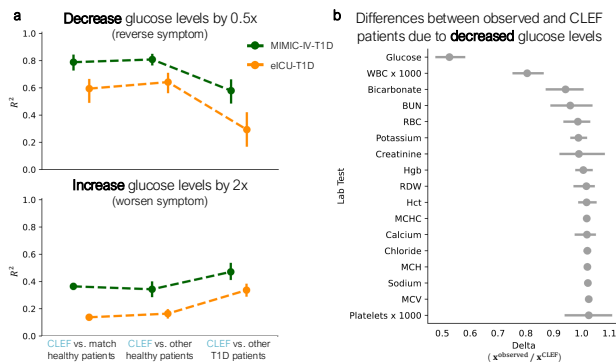 a
Decrease glucose levels by 0.5x
(reverse symptom)
1.0
0.8
0.6
0.4
0.2
0.0
R²
MIMIC-IV-T1D
eICU-T1D
Increase glucose levels by 2x
(worsen symptom)
1.0
0.8
0.6
0.4
0.2
0.0
R²
CLEF vs. match
healthy patients
CLEF vs. other
healthy patients
CLEF vs. other
T1D patients
b
Differences between observed and CLEF
patients due to decreased glucose levels
Lab Test
Glucose
WBC x 1000
Bicarbonate
BUN
RBC
Potassium
Creatinine
Hgb
RDW
Hct
MCHC
Calcium
Chloride
MCH
Sodium
MCV
Platelets x 1000
0.5 0.6 0.7 0.8 0.9 1.0 1.1
Delta
(x^observed / x^CLEF)